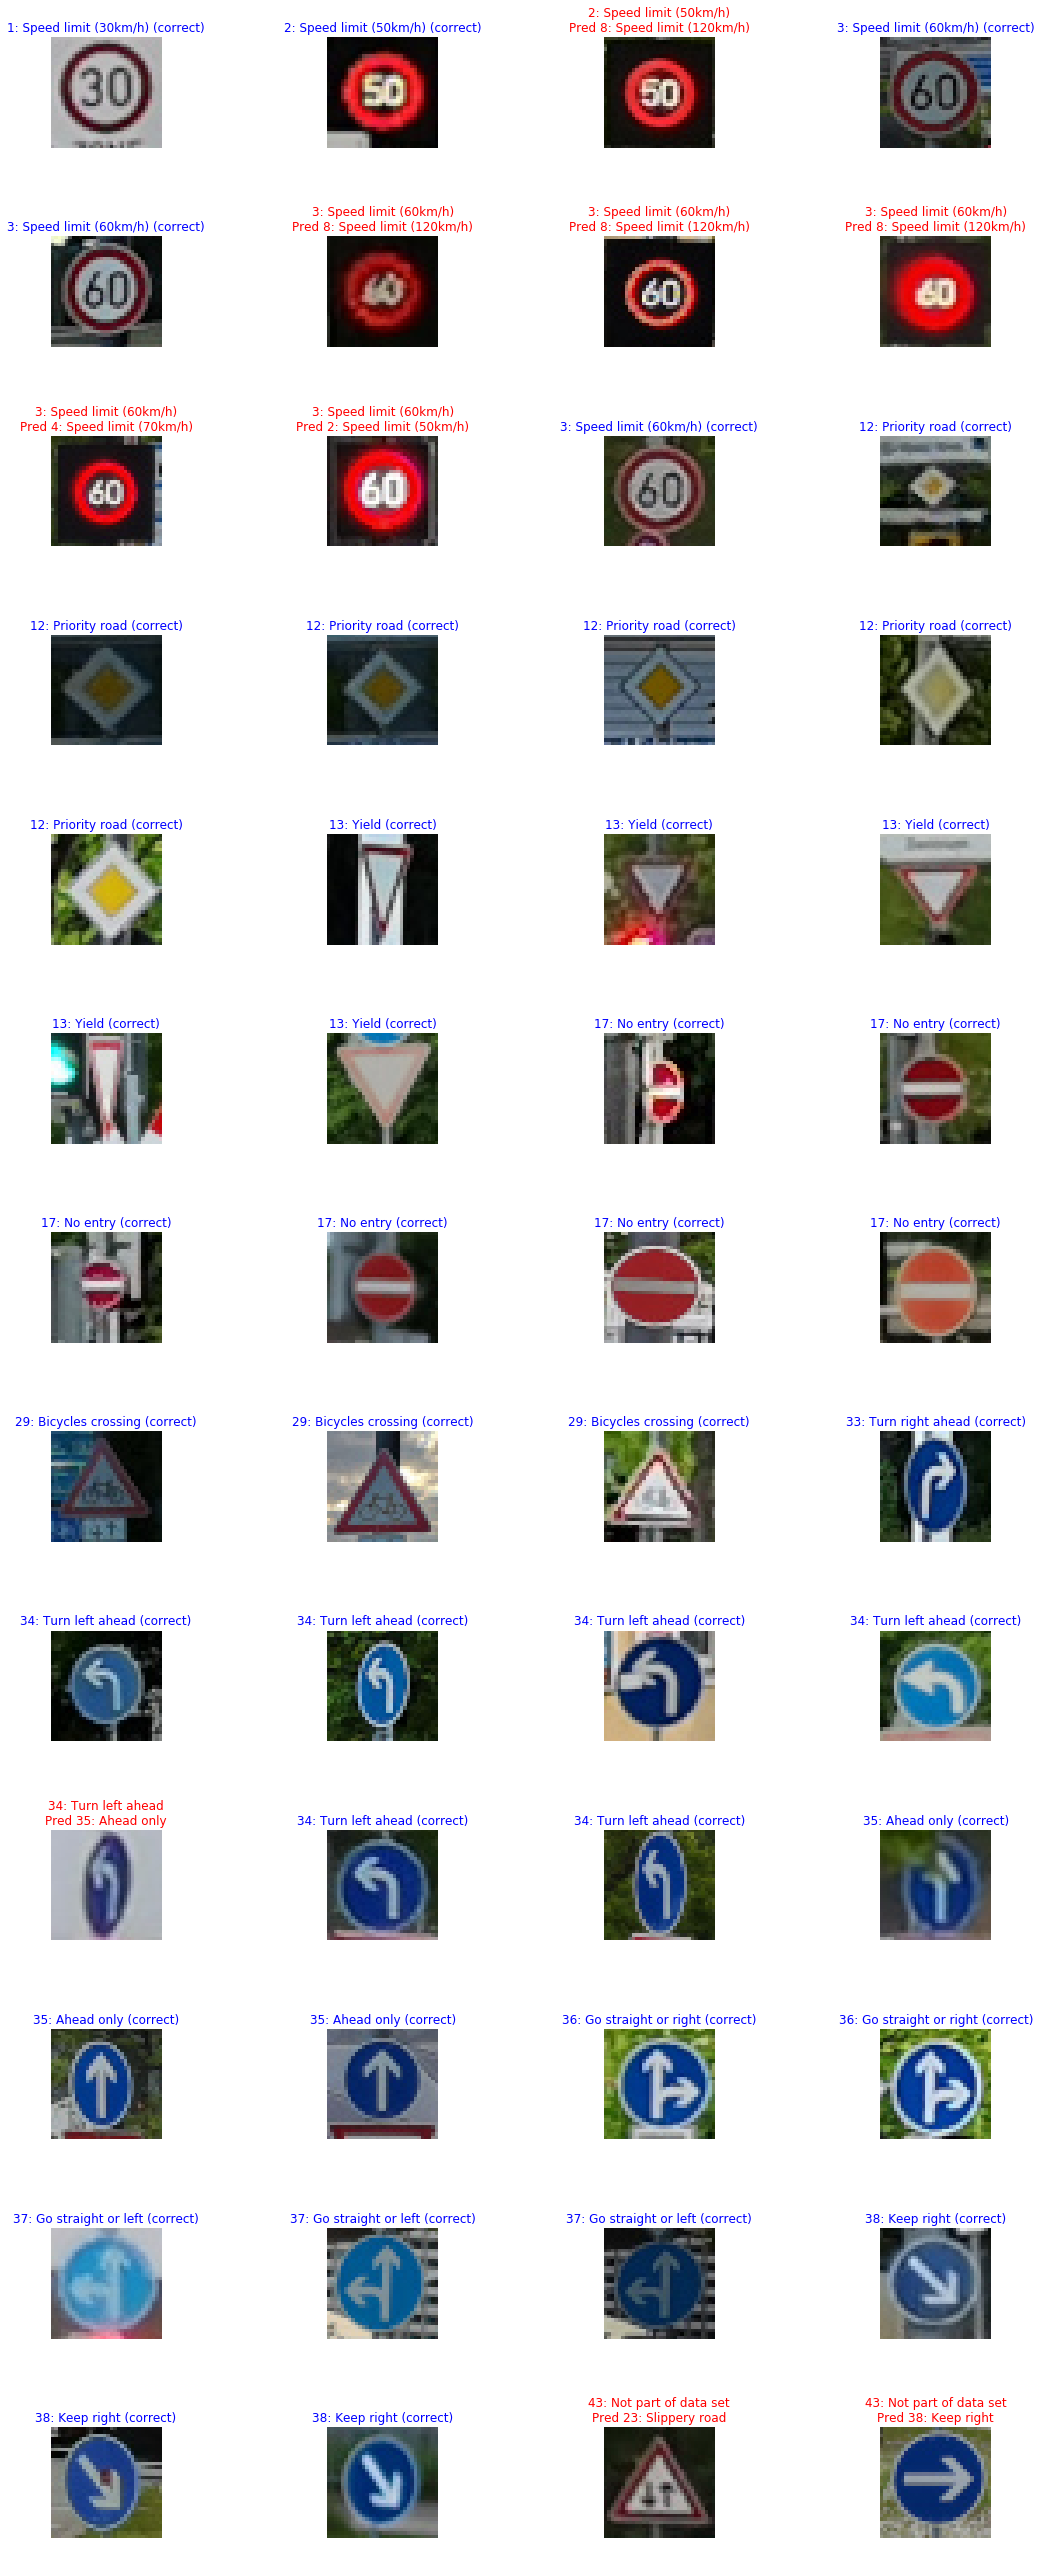 1: Speed limit (30km/h) (correct)
2: Speed limit (50km/h) (correct)
2: Speed limit (50km/h)
Pred 8: Speed limit (120km/h)
3: Speed limit (60km/h) (correct)
30
50
50
60
3: Speed limit (60km/h) (correct)
3: Speed limit (60km/h)
Pred 8: Speed limit (120km/h)
3: Speed limit (60km/h)
Pred 8: Speed limit (120km/h)
3: Speed limit (60km/h)
Pred 8: Speed limit (120km/h)
60
60
60
60
3: Speed limit (60km/h)
Pred 4: Speed limit (70km/h)
3: Speed limit (60km/h)
Pred 2: Speed limit (50km/h)
3: Speed limit (60km/h) (correct)
12: Priority road (correct)
60
60
60
12: Priority road (correct)
12: Priority road (correct)
12: Priority road (correct)
12: Priority road (correct)
12: Priority road (correct)
13: Yield (correct)
13: Yield (correct)
13: Yield (correct)
13: Yield (correct)
13: Yield (correct)
17: No entry (correct)
17: No entry (correct)
17: No entry (correct)
17: No entry (correct)
17: No entry (correct)
17: No entry (correct)
29: Bicycles crossing (correct)
29: Bicycles crossing (correct)
29: Bicycles crossing (correct)
33: Turn right ahead (correct)
34: Turn left ahead (correct)
34: Turn left ahead (correct)
34: Turn left ahead (correct)
34: Turn left ahead (correct)
34: Turn left ahead
Pred 35: Ahead only
34: Turn left ahead (correct)
34: Turn left ahead (correct)
35: Ahead only (correct)
35: Ahead only (correct)
35: Ahead only (correct)
36: Go straight or right (correct)
36: Go straight or right (correct)
37: Go straight or left (correct)
37: Go straight or left (correct)
37: Go straight or left (correct)
38: Keep right (correct)
38: Keep right (correct)
38: Keep right (correct)
43: Not part of data set
Pred 23: Slippery road
43: Not part of data set
Pred 38: Keep right